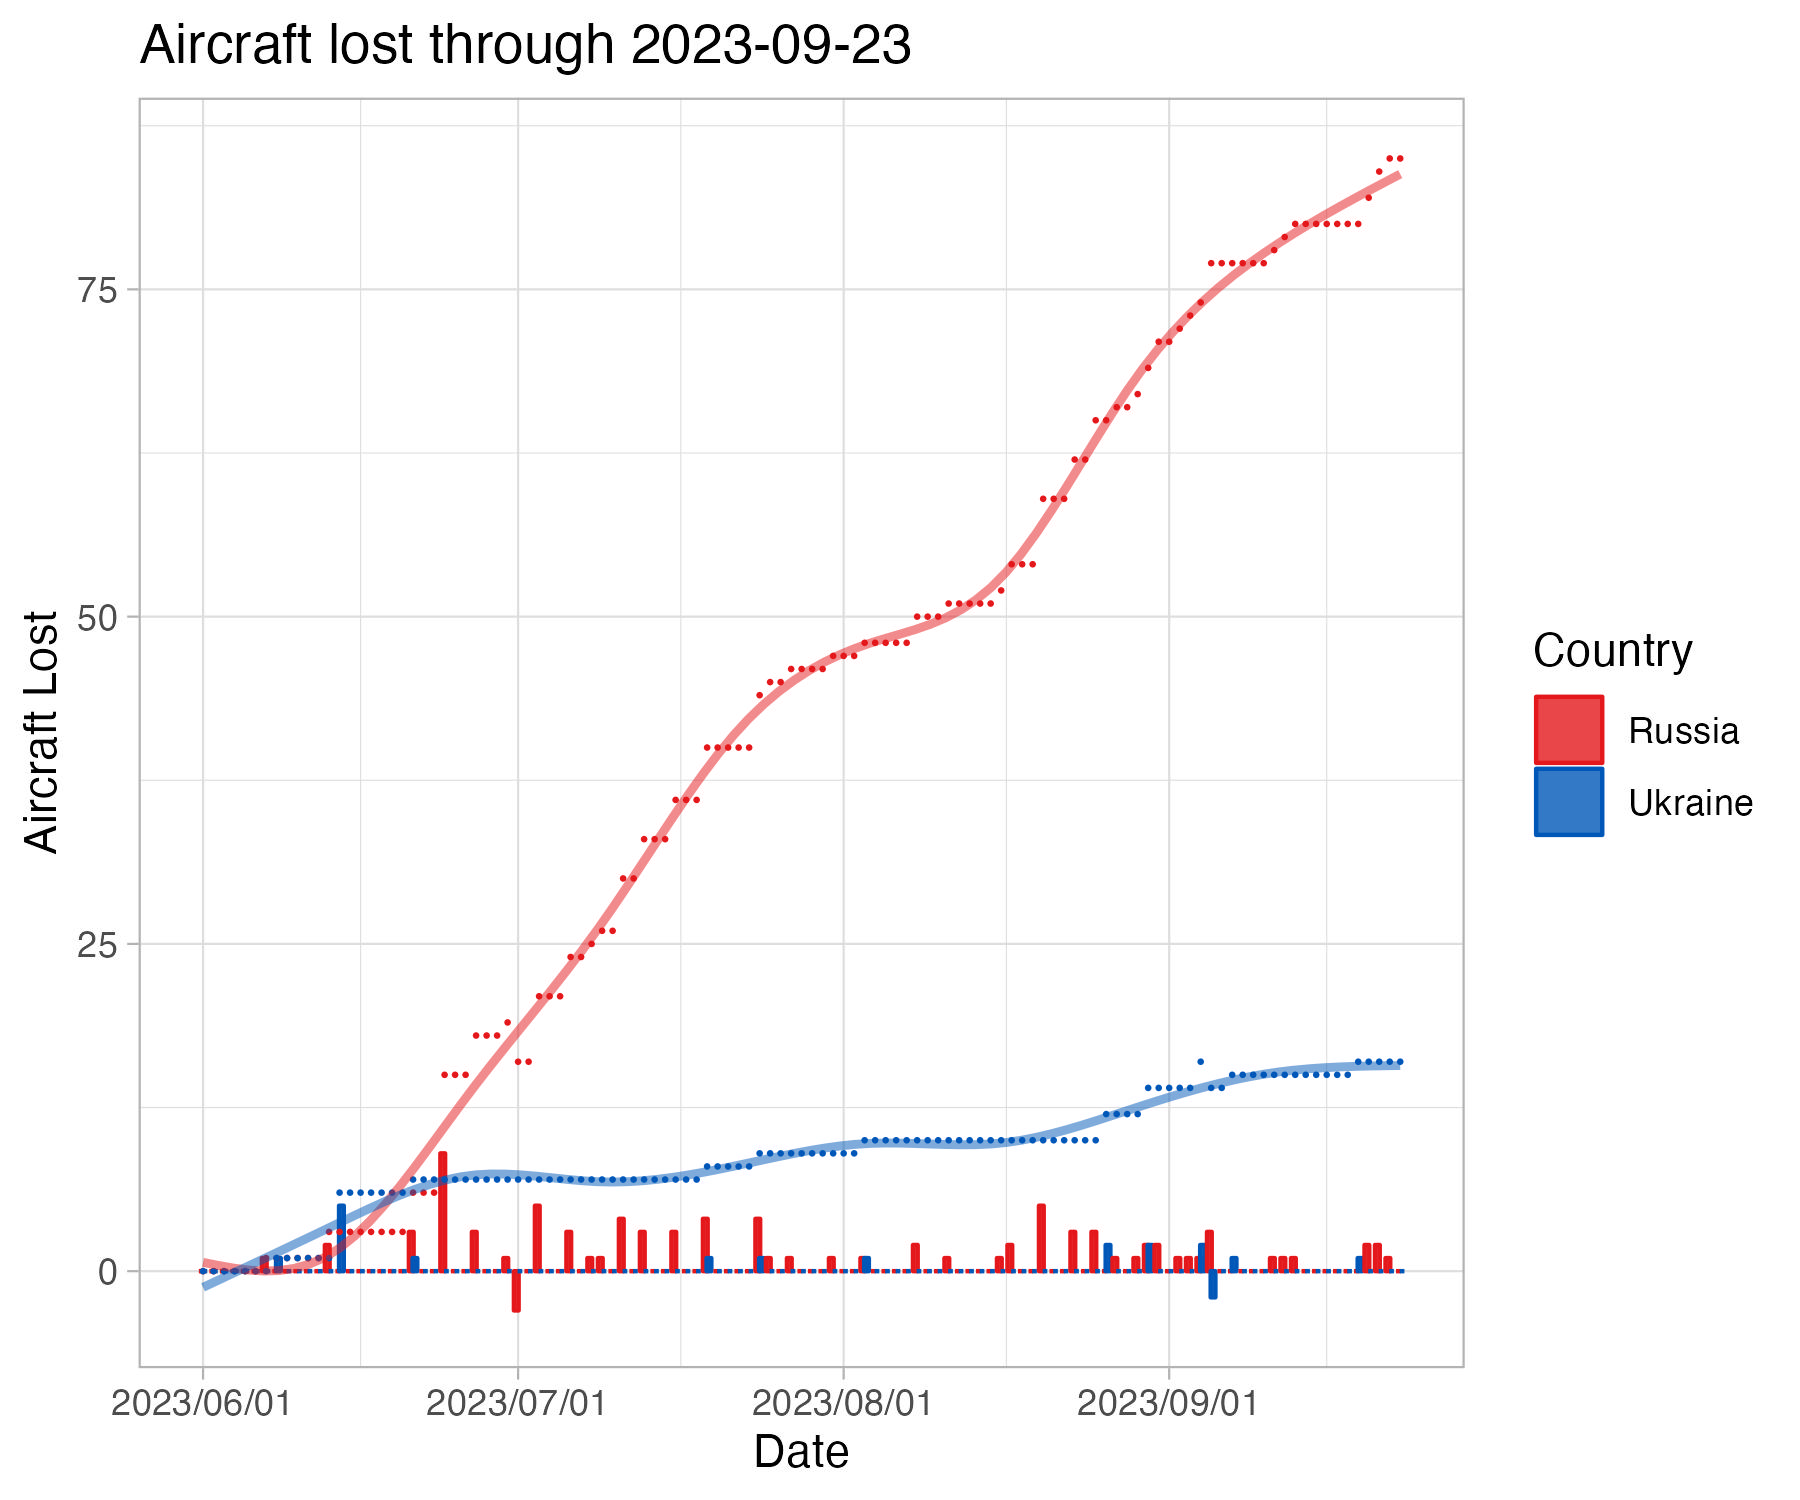 Aircraft lost through 2023-09-23
Aircraft Lost
75
50
25
0
2023/06/01
2023/07/01
2023/08/01
2023/09/01
Date
Country
Russia
Ukraine